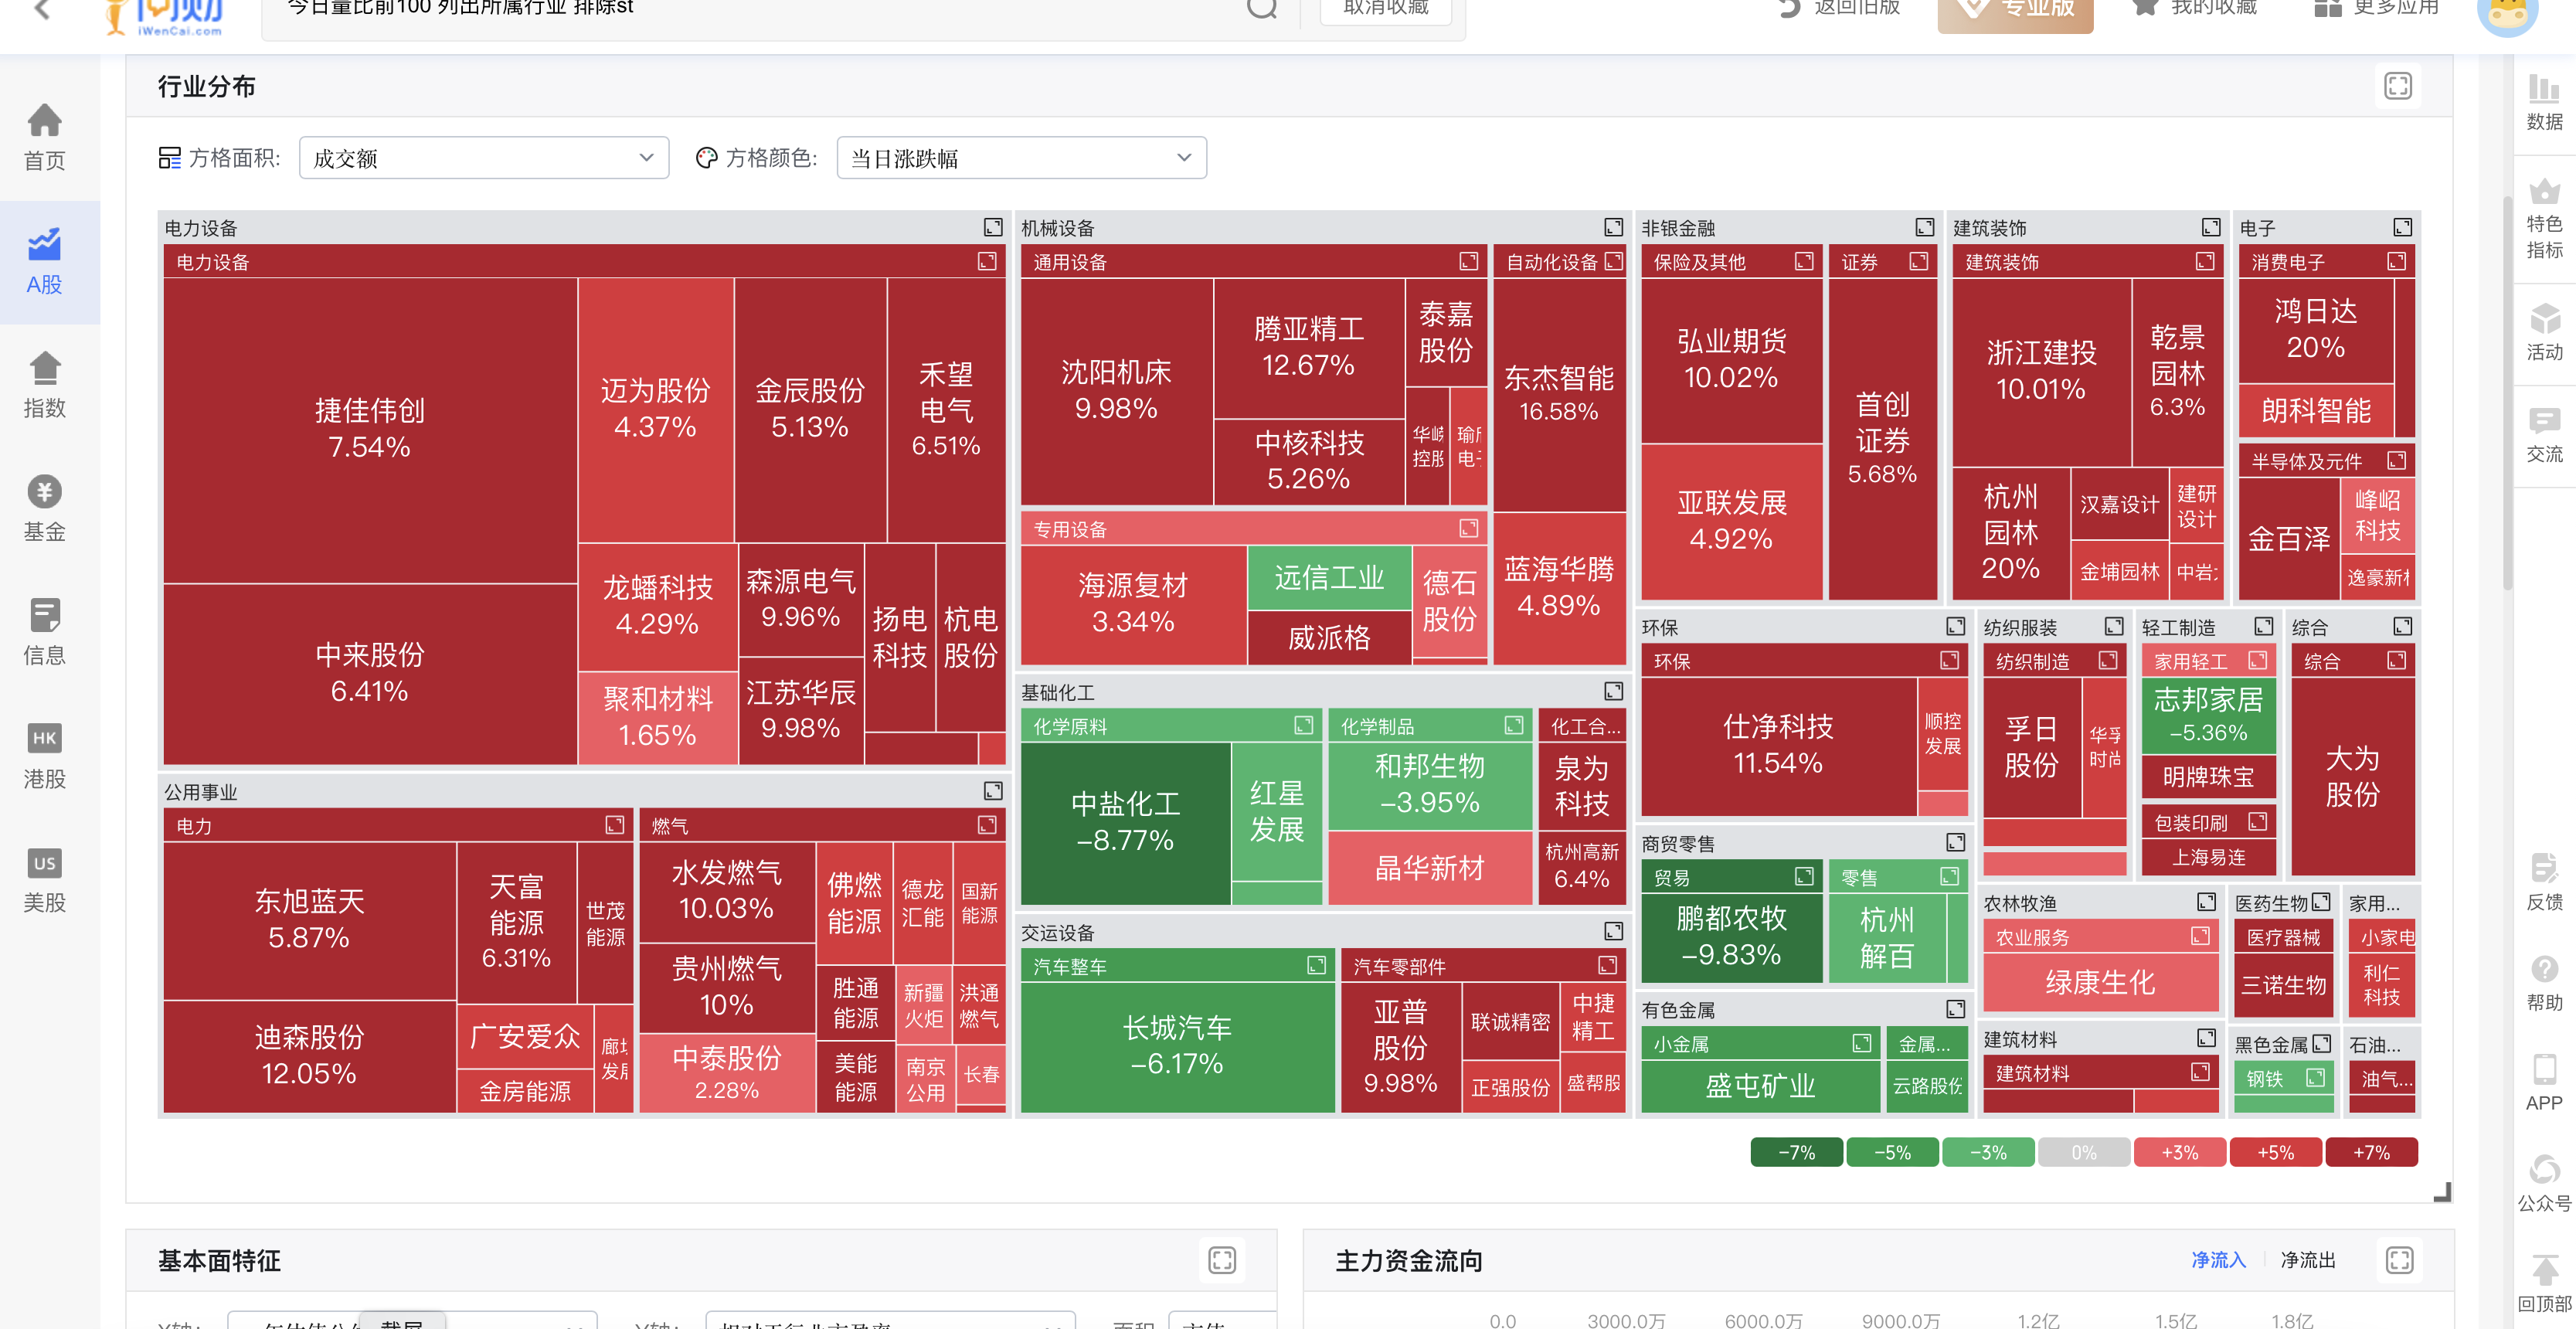 问财
iWenCai.com
今日量比前100 列出所属行业 排除st
取消收藏
返回旧版
专业版
我的收藏
更多应用
首页
A股
指数
基金
信息
HK
港股
US
美股
行业分布
方格面积:
成交额
方格颜色:
当日涨跌幅
电力设备
电力设备
捷佳伟创
7.54%
中来股份
6.41%
迈为股份
4.37%
金辰股份
5.13%
禾望
电气
6.51%
龙蟠科技
4.29%
聚和材料
1.65%
森源电气
9.96%
江苏华辰
9.98%
扬电
科技
杭电
股份
公用事业
电力
东旭蓝天
5.87%
迪森股份
12.05%
天富
能源
6.31%
世茂
能源
广安爱众
金房能源
发
燃气
水发燃气
10.03%
贵州燃气
10%
中泰股份
2.28%
佛燃
能源
德龙
汇能
国新
能源
胜通
能源
新疆
火炬
洪通
燃气
美能
能源
南京
公用
长春
机械设备
通用设备
沈阳机床
9.98%
腾亚精工
12.67%
中核科技
5.26%
泰嘉
股份
华
控
电
自动化设备
东杰智能
16.58%
蓝海华腾
4.89%
专用设备
海源复材
3.34%
远信工业
威派格
德石
股份
基础化工
化学原料
中盐化工
-8.77%
红星
发展
化学制品
和邦生物
-3.95%
晶华新材
化工合...
泉为
科技
杭州高新
6.4%
交运设备
汽车整车
长城汽车
-6.17%
汽车零部件
亚普
股份
9.98%
联诚精密
正强股份
中捷
精工
盛帮股
非银金融
保险及其他
弘业期货
10.02%
亚联发展
4.92%
证券
首创
证券
5.68%
建筑装饰
建筑装饰
浙江建投
10.01%
乾景
园林
6.3%
杭州
园林
20%
汉嘉设计
金埔园林
建研
设计
中岩
电子
消费电子
鸿日达
20%
朗科智能
半导体及元件
金百泽
峰岹
科技
逸豪新
环保
环保
仕净科技
11.54%
顺控
发展
纺织服装
纺织制造
孚日
股份
华孚
时尚
轻工制造
家用轻工
志邦家居
-5.36%
明牌珠宝
包装印刷
上海易连
综合
综合
大为
股份
商贸零售
贸易
鹏都农牧
-9.83%
零售
杭州
解百
有色金属
小金属
盛屯矿业
金属...
云路股份
农林牧渔
农业服务
绿康生化
建筑材料
建筑材料
医药生物
医疗器械
三诺生物
家用...
小家电
利仁
科技
黑色金属
钢铁
石油...
油气...
-7%
-5%
-3%
0%
+3%
+5%
+7%
基本面特征
主力资金流向
净流入
净流出
截屏
0.0
3000.0万
6000.0万
9000.0万
1.2亿
1.5亿
1.8亿
数据
特色
指标
活动
交流
反馈
帮助
APP
公众号
回顶部